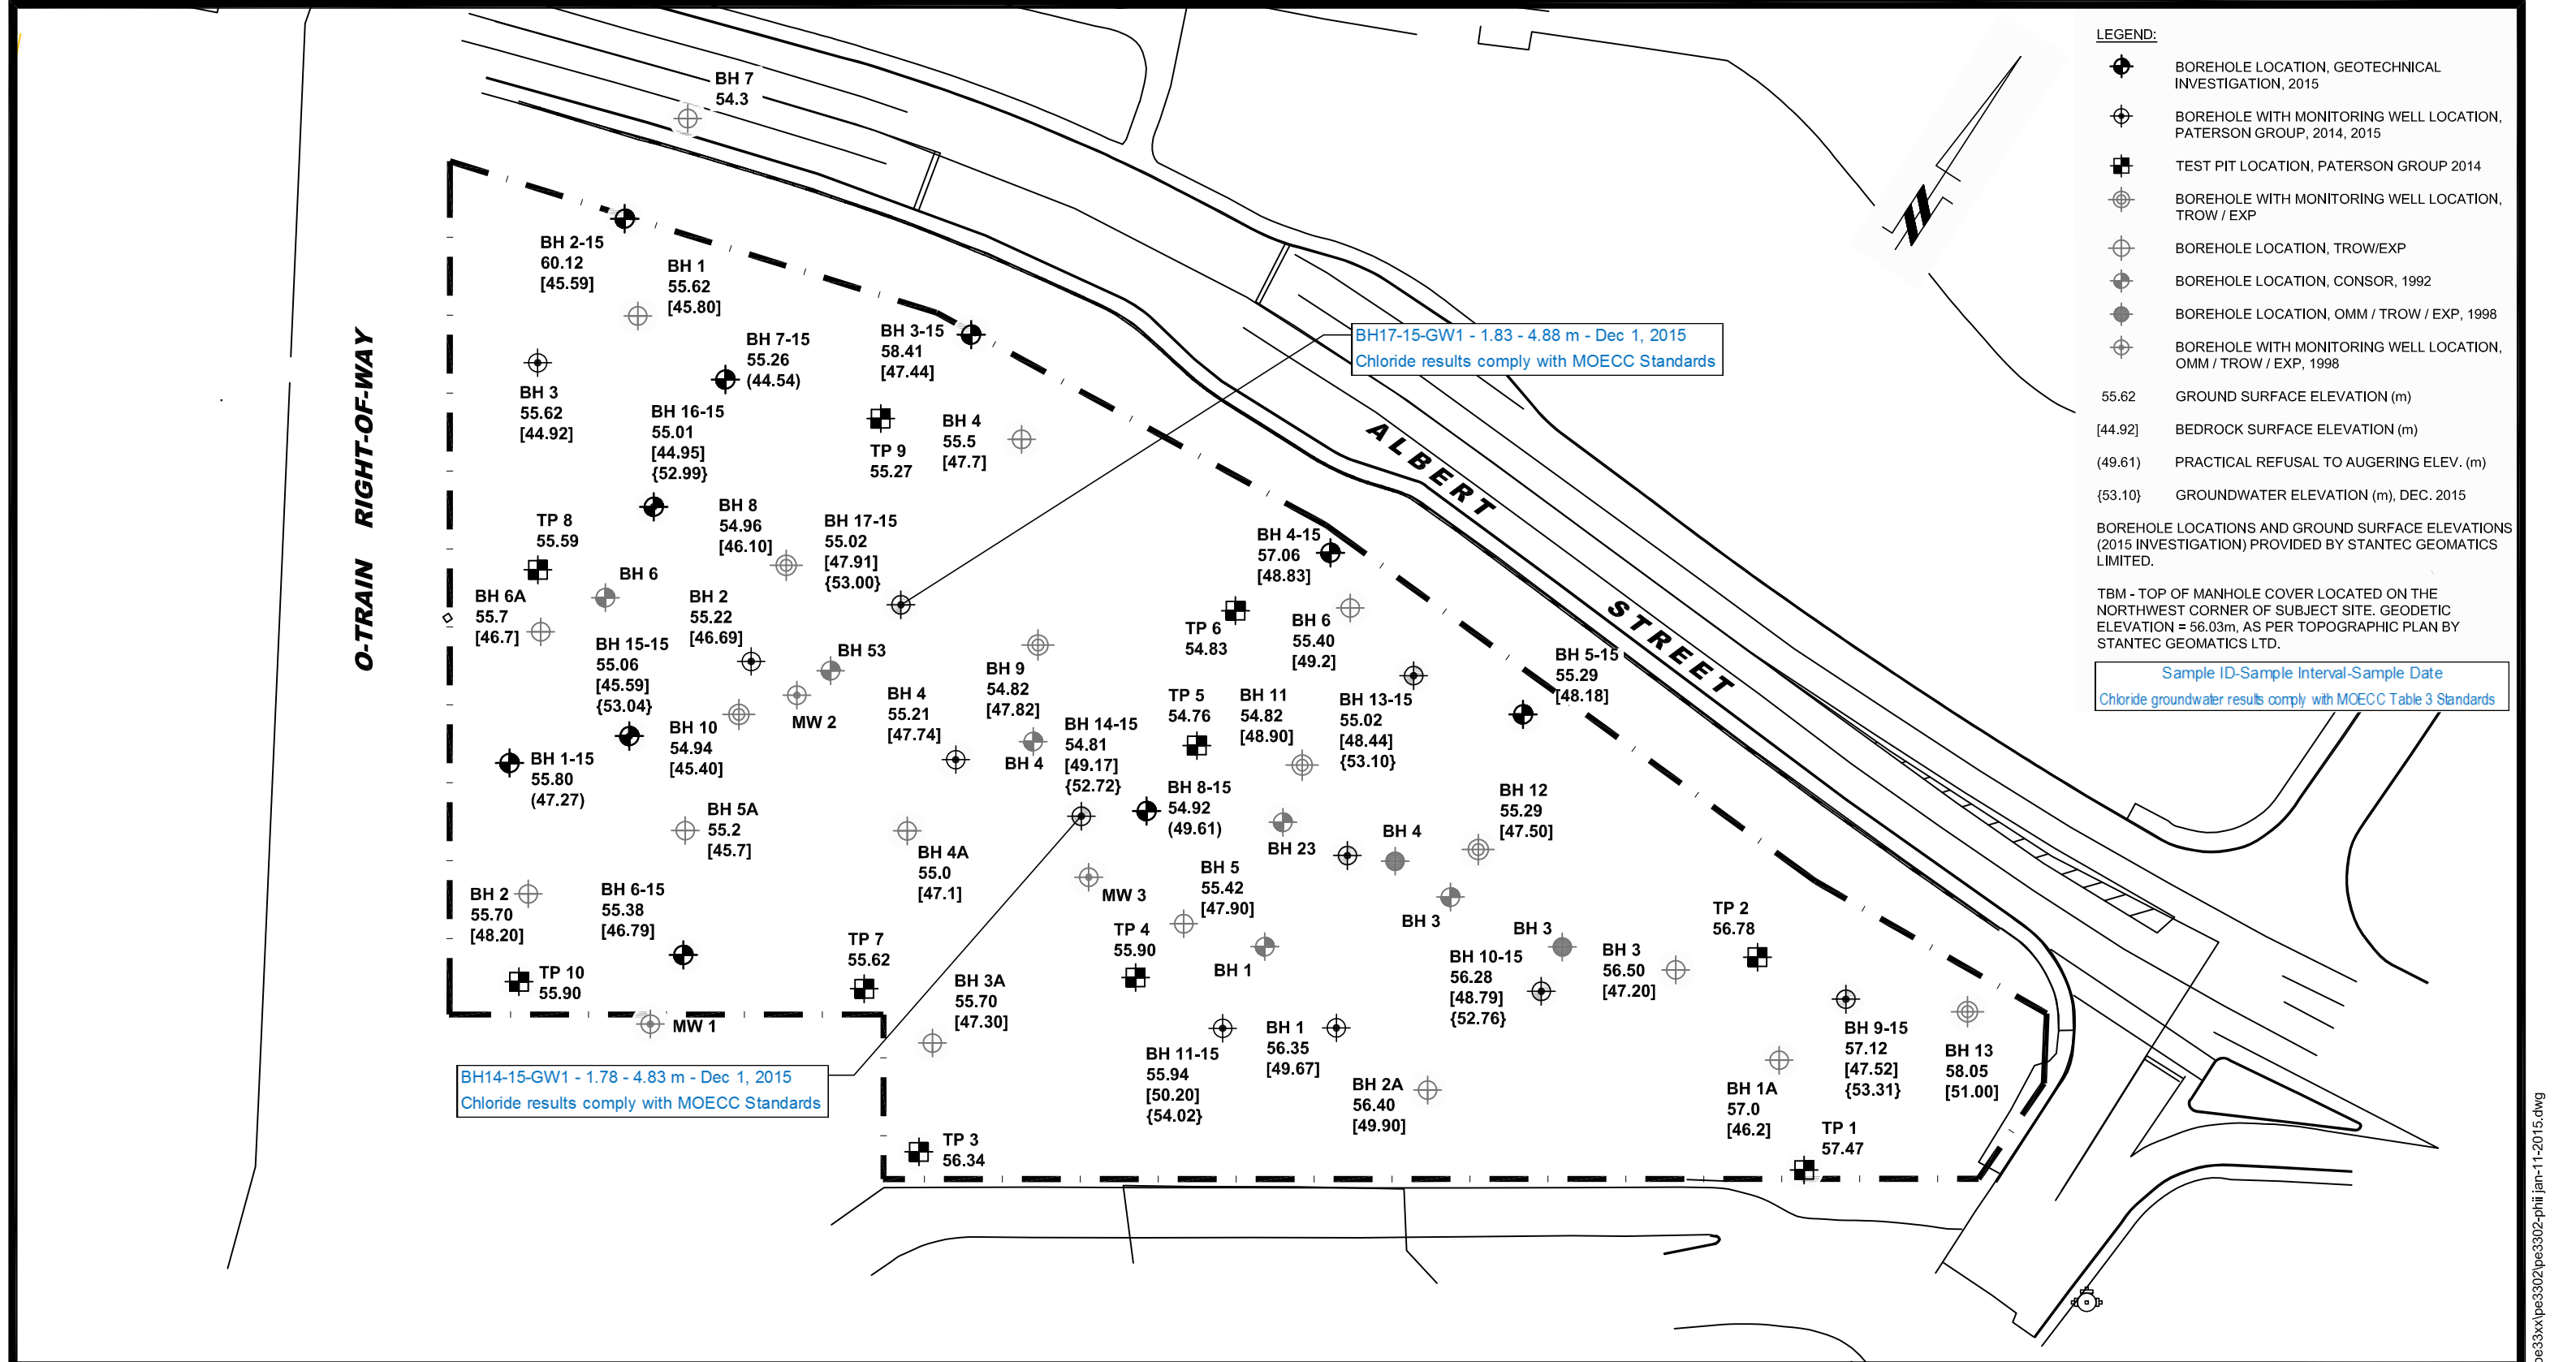 BH 7
54.3
BH 2-15
60.12
[45.59]
BH 1
55.62
[45.80]
BH 7-15
55.26
(44.54)
BH 3-15
58.41
[47.44]
BH 3
55.62
[44.92]
BH 16-15
55.01
[44.95]
{52.99}
TP 9
55.27
BH 4
55.5
[47.7]
BH17-15-GW1 - 1.83 - 4.88 m - Dec 1, 2015
Chloride results comply with MOECC Standards
O-TRAIN RIGHT-OF-WAY
ALBERT STREET
TP 8
55.59
BH 8
54.96
[46.10]
BH 17-15
55.02
[47.91]
{53.00}
BH 4-15
57.06
[48.83]
BH 6
BH 6A
55.7
[46.7]
BH 2
55.22
[46.69]
BH 15-15
55.06
[45.59]
{53.04}
BH 53
MW 2
BH 9
54.82
[47.82]
TP 6
54.83
BH 6
55.40
[49.2]
BH 5-15
55.29
[48.18]
BH 10
54.94
[45.40]
BH 4
55.21
[47.74]
BH 4
BH 14-15
54.81
[49.17]
{52.72}
TP 5
54.76
BH 11
54.82
[48.90]
BH 13-15
55.02
[48.44]
{53.10}
BH 1-15
55.80
(47.27)
BH 8-15
54.92
(49.61)
BH 12
55.29
[47.50]
BH 5A
55.2
[45.7]
BH 4A
55.0
[47.1]
BH 23
BH 4
MW 3
BH 5
55.42
[47.90]
BH 2
55.70
[48.20]
BH 6-15
55.38
[46.79]
TP 7
55.62
TP 4
55.90
BH 1
BH 3
BH 3
TP 2
56.78
TP 10
55.90
BH 3A
55.70
[47.30]
BH 10-15
56.28
[48.79]
{52.76}
BH 3
56.50
[47.20]
MW 1
BH 11-15
55.94
[50.20]
{54.02}
BH 1
56.35
[49.67]
BH 2A
56.40
[49.90]
BH 9-15
57.12
[47.52]
{53.31}
BH 13
58.05
[51.00]
BH 1A
57.0
[46.2]
BH14-15-GW1 - 1.78 - 4.83 m - Dec 1, 2015
Chloride results comply with MOECC Standards
TP 3
56.34
TP 1
57.47
LEGEND:
BOREHOLE LOCATION, GEOTECHNICAL
INVESTIGATION, 2015
BOREHOLE WITH MONITORING WELL LOCATION,
PATERSON GROUP, 2014, 2015
TEST PIT LOCATION, PATERSON GROUP 2014
BOREHOLE WITH MONITORING WELL LOCATION,
TROW / EXP
BOREHOLE LOCATION, TROW/EXP
BOREHOLE LOCATION, CONSOR, 1992
BOREHOLE LOCATION, OMM / TROW / EXP, 1998
BOREHOLE WITH MONITORING WELL LOCATION,
OMM / TROW / EXP, 1998
55.62 GROUND SURFACE ELEVATION (m)
[44.92] BEDROCK SURFACE ELEVATION (m)
(49.61) PRACTICAL REFUSAL TO AUGERING ELEV. (m)
{53.10} GROUNDWATER ELEVATION (m), DEC. 2015
BOREHOLE LOCATIONS AND GROUND SURFACE ELEVATIONS
(2015 INVESTIGATION) PROVIDED BY STANTEC GEOMATICS
LIMITED.
TBM - TOP OF MANHOLE COVER LOCATED ON THE
NORTHWEST CORNER OF SUBJECT SITE. GEODETIC
ELEVATION = 56.03m, AS PER TOPOGRAPHIC PLAN BY
STANTEC GEOMATICS LTD.
Sample ID-Sample Interval-Sample Date
Chloride groundwater results comply with MOECC Table 3 Standards
pe33xx\pe3302\pe3302-phii jan-11-2015.dwg